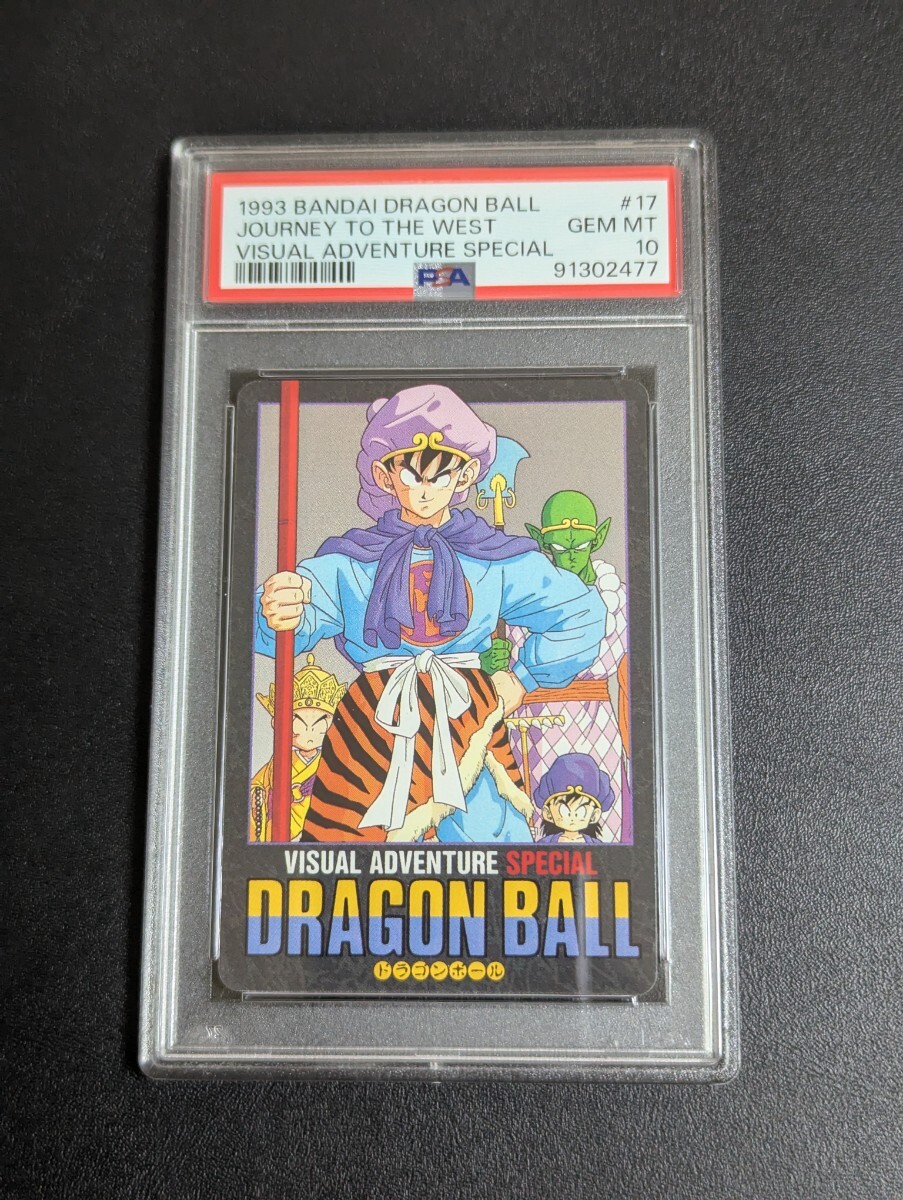 1993 BANDAI DRAGON BALL #17
JOURNEY TO THE WEST GEM MT
VISUAL ADVENTURE SPECIAL 10
PSA 91302477
VISUAL ADVENTURE SPECIAL
DRAGON BALL
ドラゴンボール